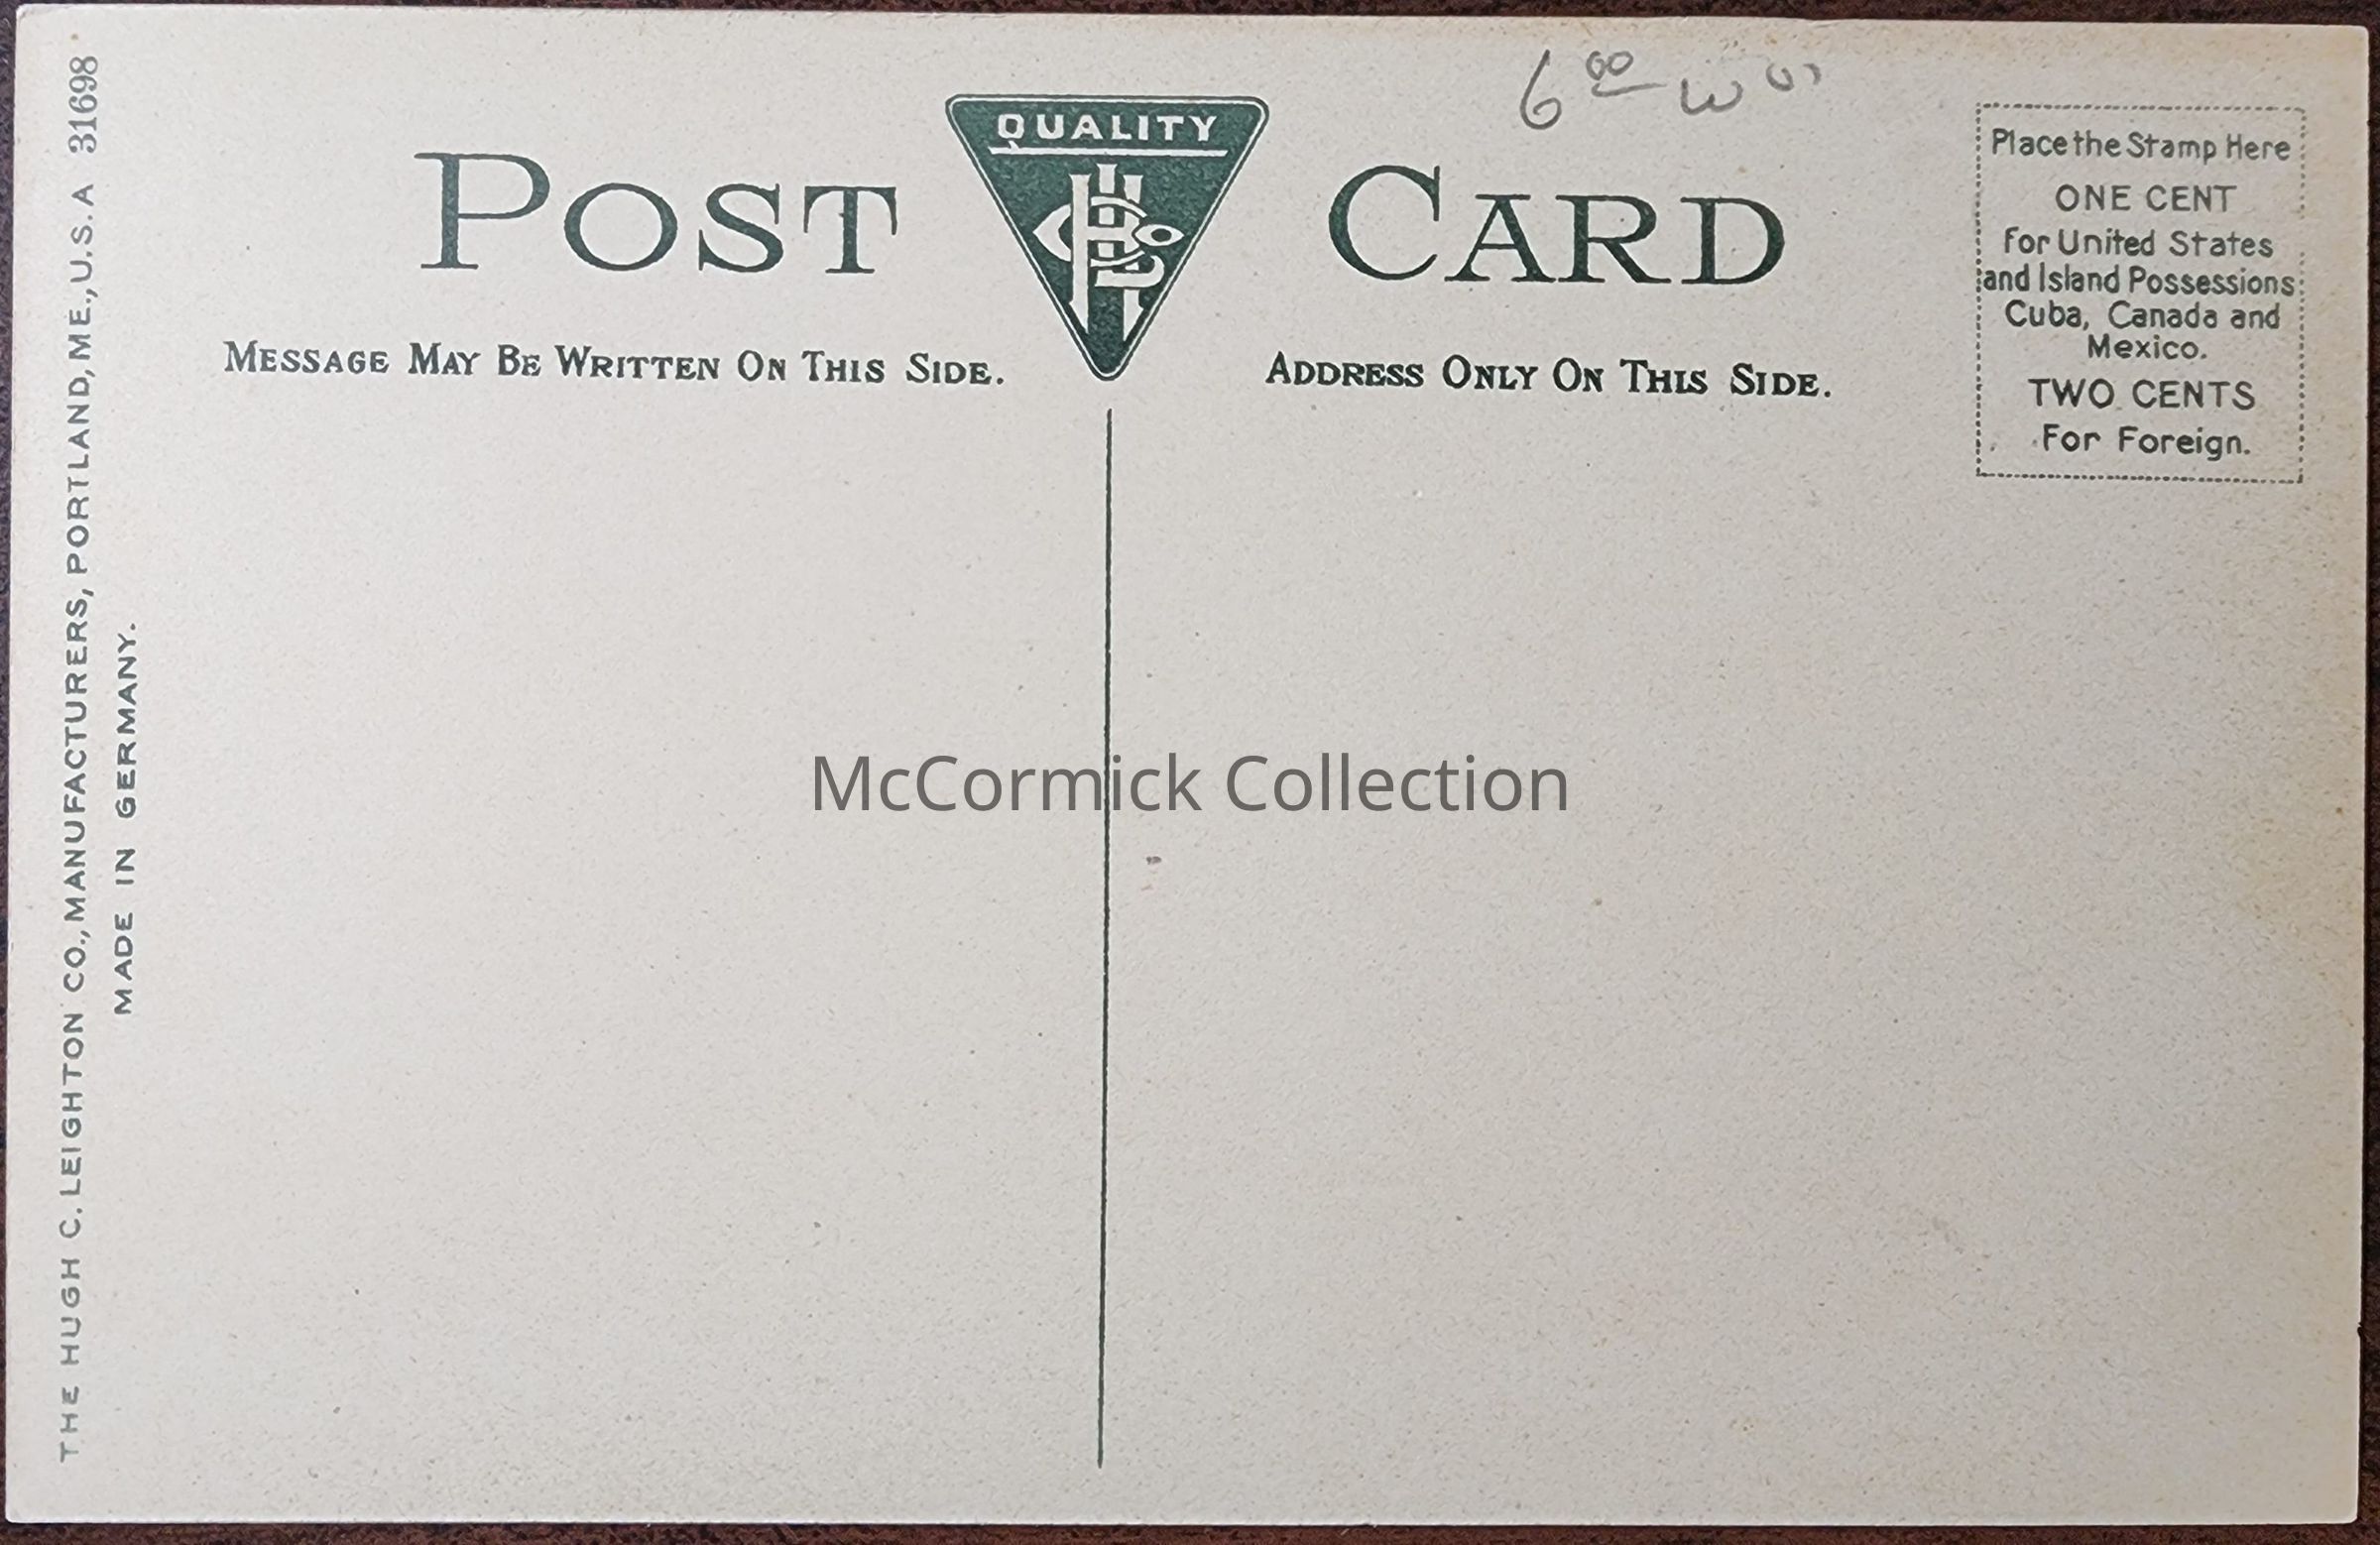 THE HUGH C. LEIGHTON CO., MANUFACTURERS, PORTLAND, ME., U.S.A 31698
MADE IN GERMANY.
6 00
POST
QUALITY
CARD
MESSAGE MAY BE WRITTEN ON THIS SIDE.
ADDRESS ONLY ON THIS SIDE.
Place the Stamp Here
ONE CENT
For United States
and Island Possessions
Cuba, Canada and
Mexico.
TWO CENTS
For Foreign.
McCormick Collection